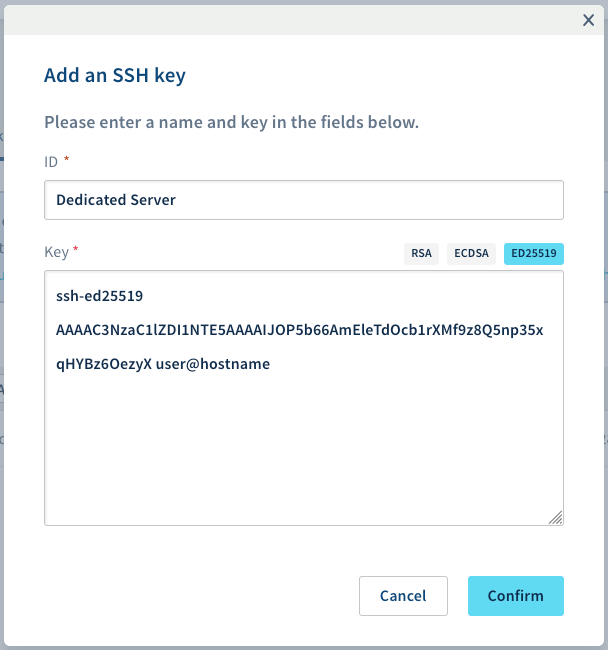 Add an SSH key
Please enter a name and key in the fields below.
ID *
Dedicated Server
Key * RSA ECDSA ED25519
ssh-ed25519
AAAAC3NzaC1lZDI1NTE5AAAAIJOP5b66AmEleTdOcb1rXMf9z8Q5np35x
qHYBz6OezyX user@hostname
Cancel Confirm